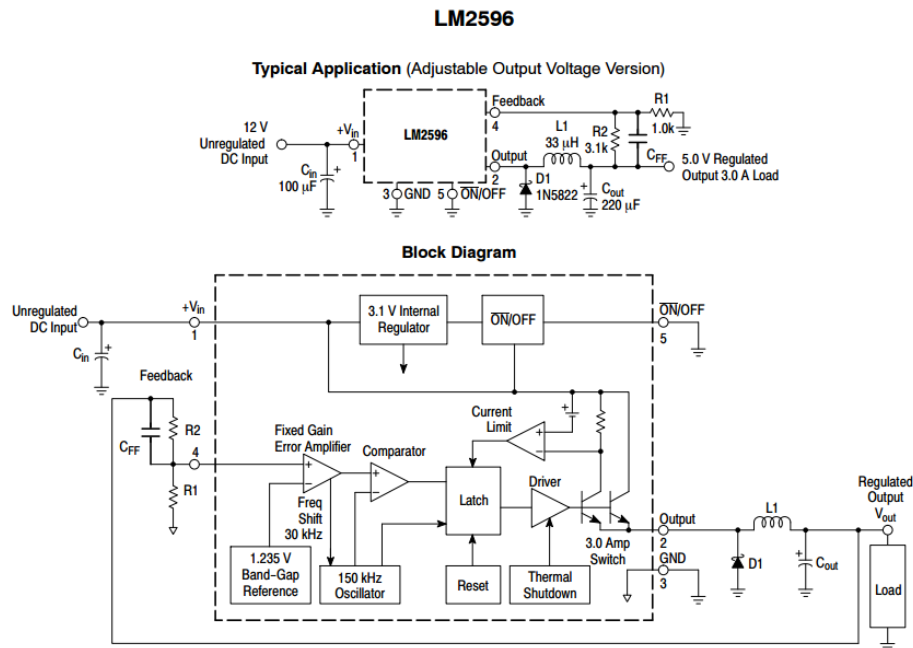 LM2596
Typical Application (Adjustable Output Voltage Version)
12 V
Unregulated
DC Input
+Vin
1
Cin
100 µF
+
LM2596
Feedback
4
Output
2
3 GND
5 O̅N̅/OFF
L1
33 µH
D1
1N5822
R2
3.1k
R1
1.0k
CFF
+
Cout
220 µF
5.0 V Regulated
Output 3.0 A Load
Block Diagram
Unregulated
DC Input
+Vin
1
Cin
+
3.1 V Internal
Regulator
O̅N̅/OFF
O̅N̅/OFF
5
Feedback
CFF
R2
4
R1
Fixed Gain
Error Amplifier
+
−
Comparator
+
−
Current
Limit
+
−
+
Freq
Shift
30 kHz
Latch
Driver
1.235 V
Band-Gap
Reference
150 kHz
Oscillator
Reset
Thermal
Shutdown
3.0 Amp
Switch
Output
2
GND
3
L1
D1
+
Cout
Regulated
Output
Vout
Load